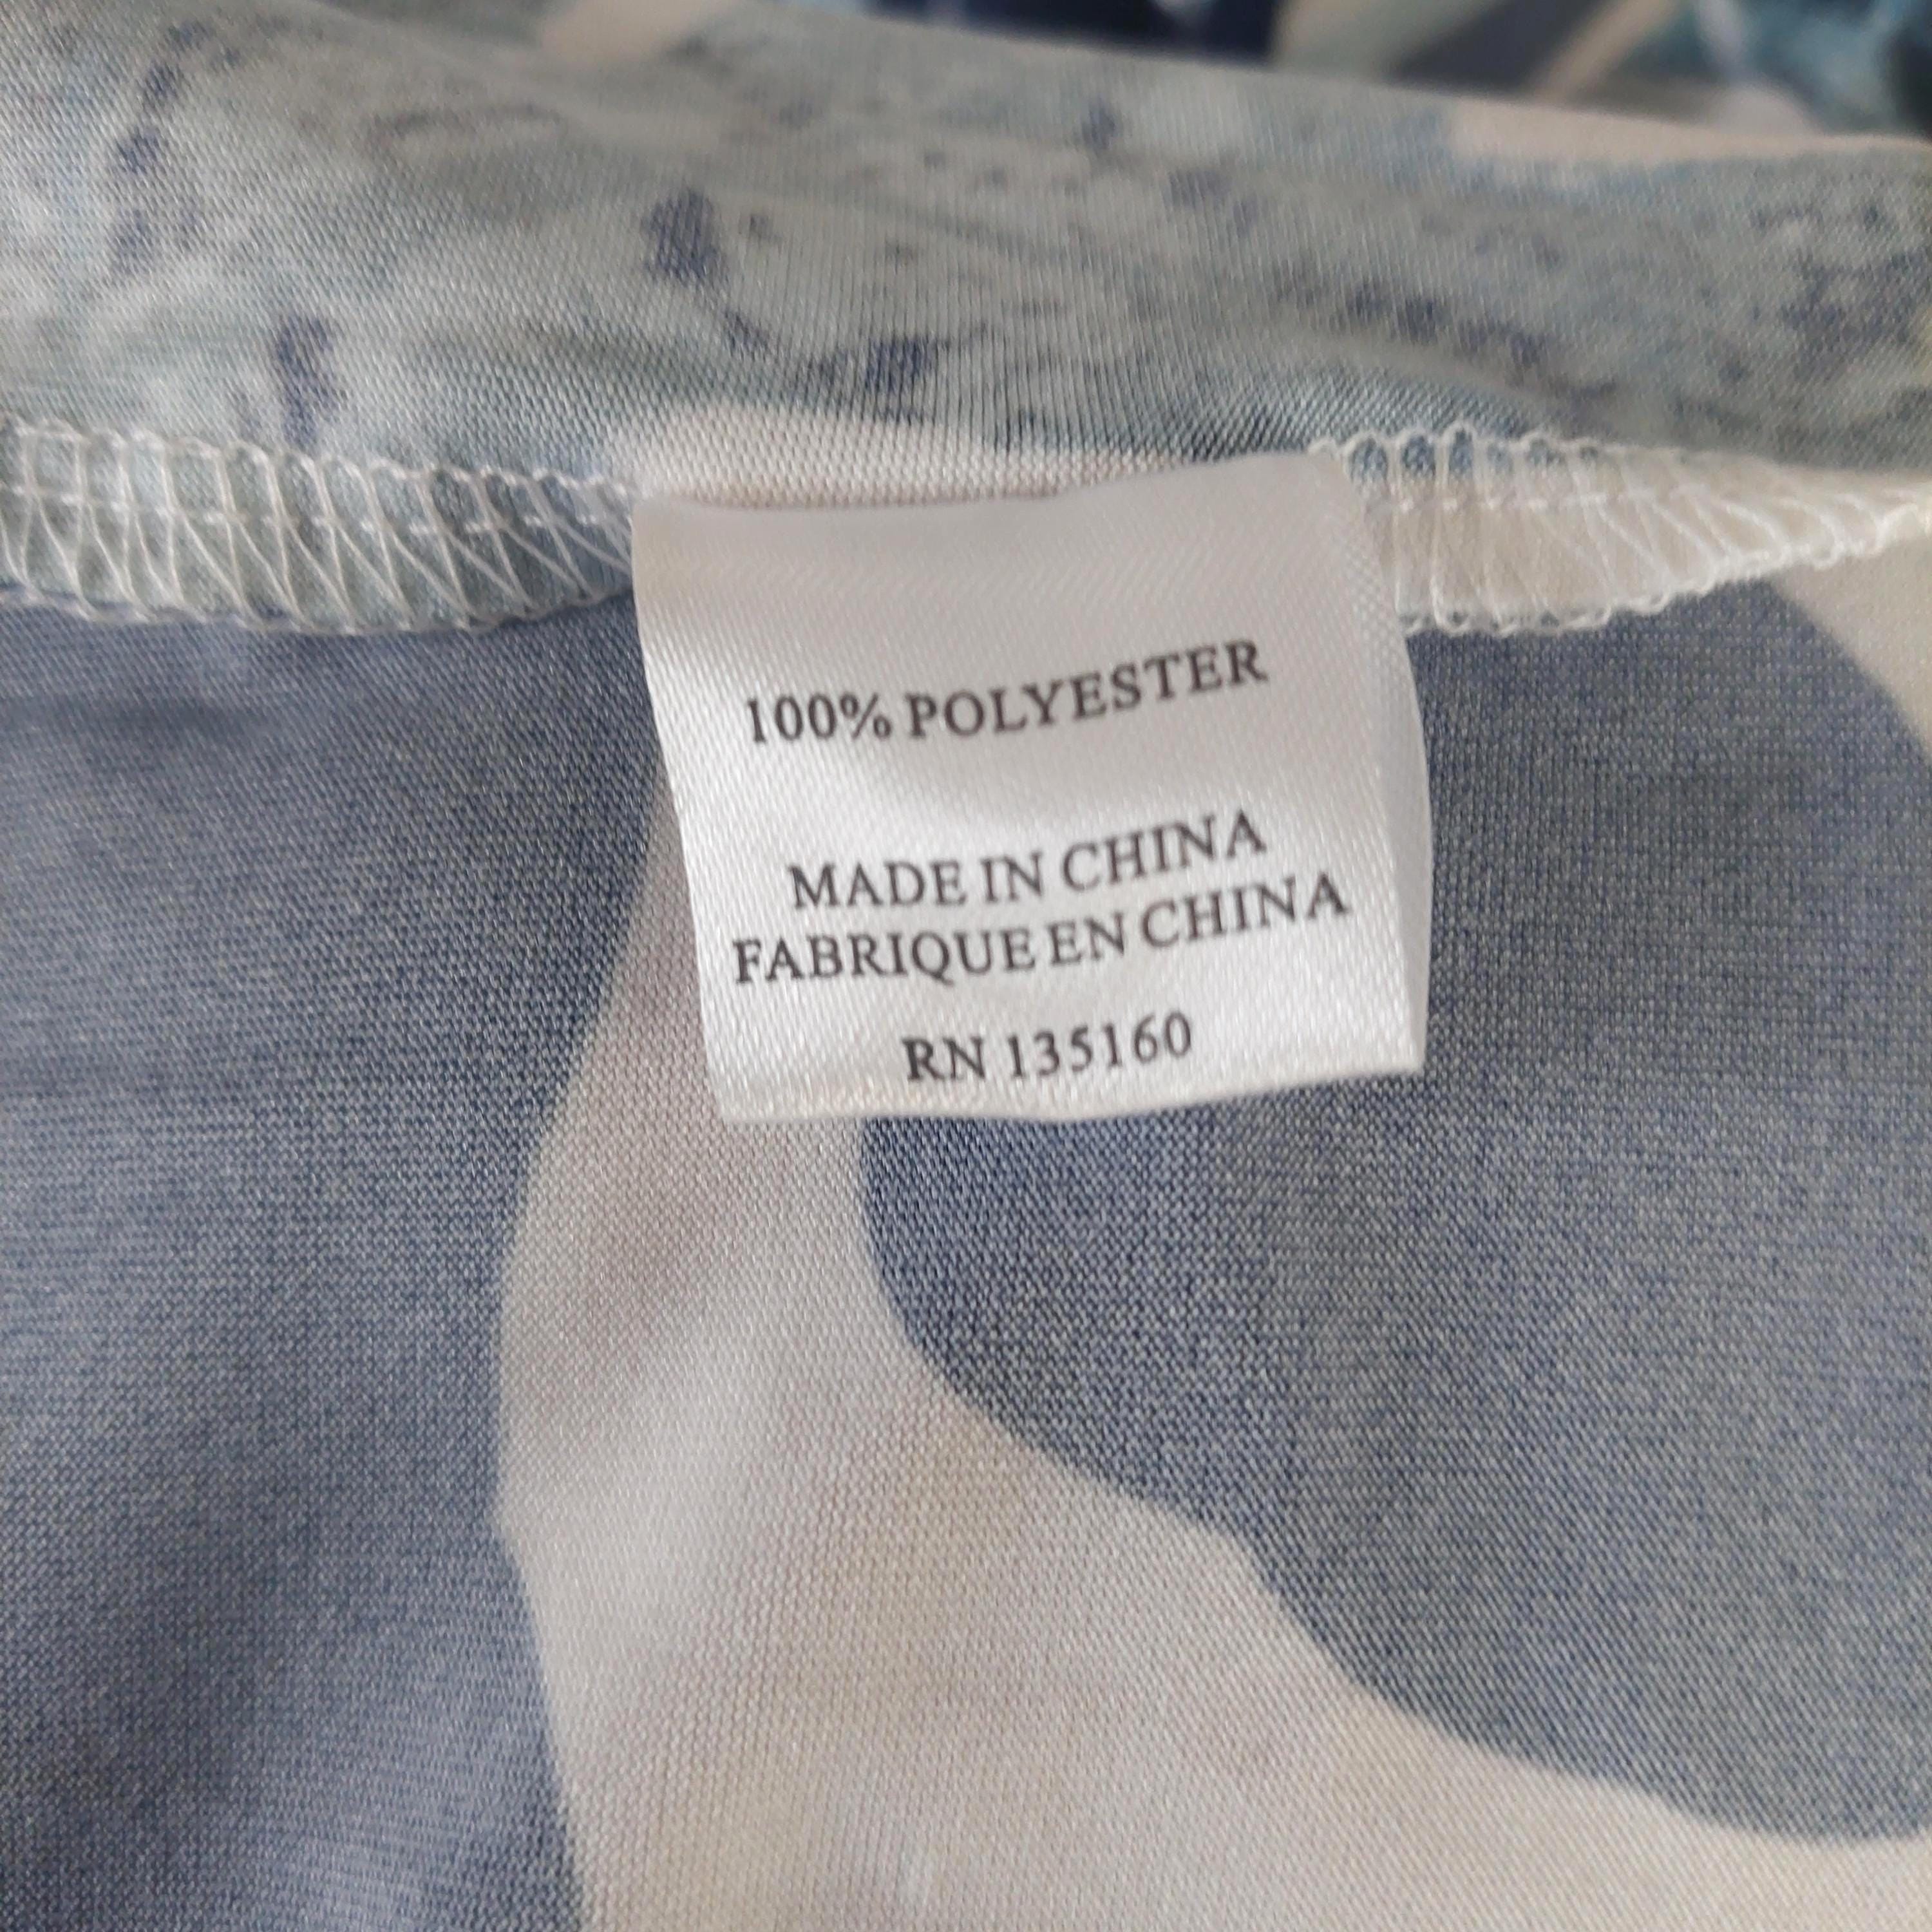 100% POLYESTER
MADE IN CHINA
FABRIQUE EN CHINA
RN 135160